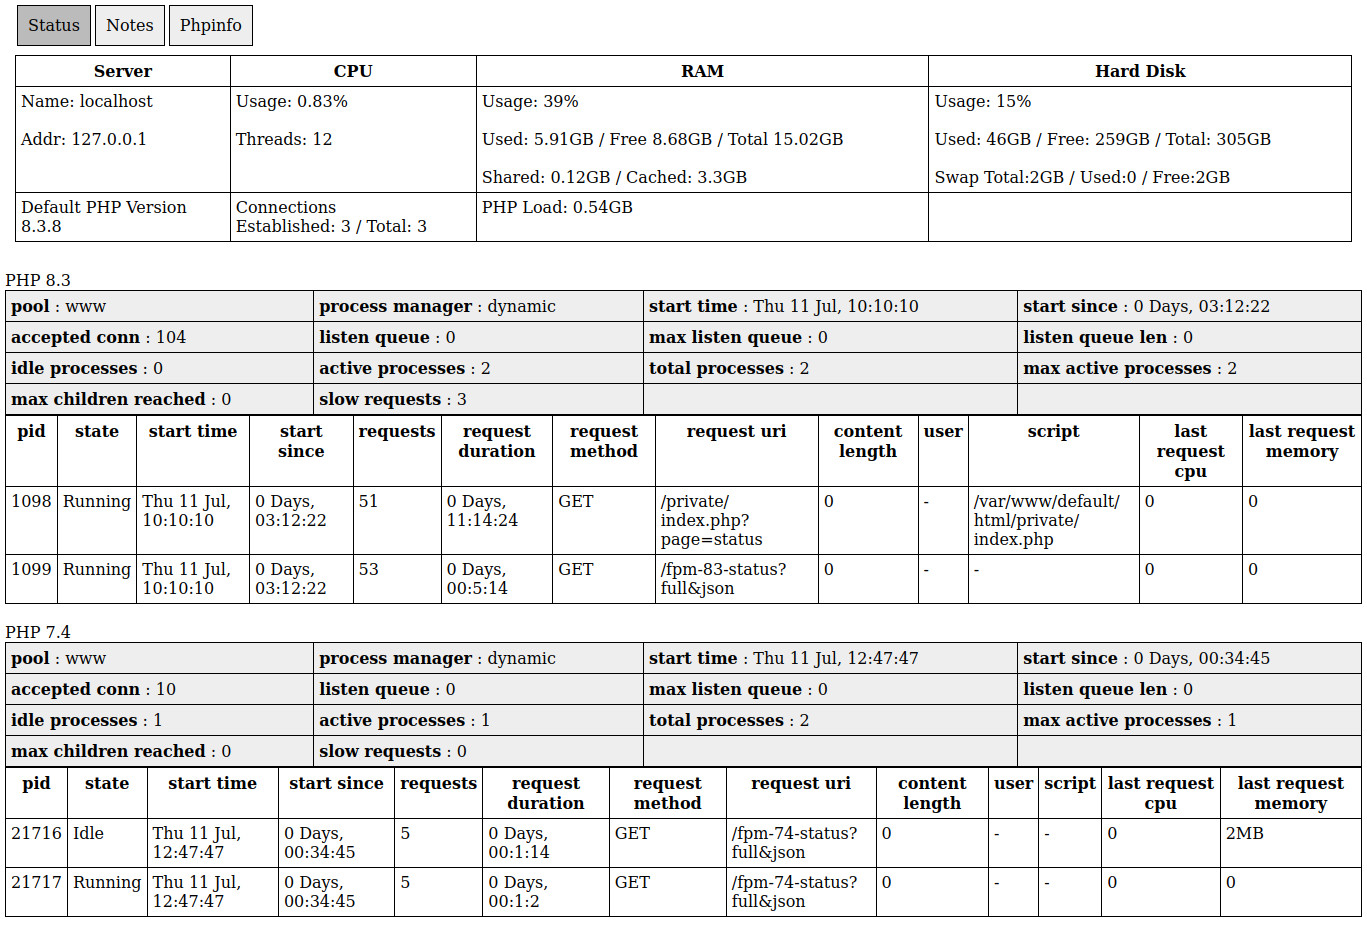 Status Notes Phpinfo
Server CPU RAM Hard Disk
Name: localhost Usage: 0.83% Usage: 39% Usage: 15%
Addr: 127.0.0.1 Threads: 12 Used: 5.91GB / Free 8.68GB / Total 15.02GB Used: 46GB / Free: 259GB / Total: 305GB
Shared: 0.12GB / Cached: 3.3GB Swap Total:2GB / Used:0 / Free:2GB
Default PHP Version Connections PHP Load: 0.54GB
8.3.8 Established: 3 / Total: 3
PHP 8.3
pool : www process manager : dynamic start time : Thu 11 Jul, 10:10:10 start since : 0 Days, 03:12:22
accepted conn : 104 listen queue : 0 max listen queue : 0 listen queue len : 0
idle processes : 0 active processes : 2 total processes : 2 max active processes : 2
max children reached : 0 slow requests : 3
pid state start time start requests request request request uri content user script last last request
since duration method length request memory
cpu
1098 Running Thu 11 Jul, 0 Days, 51 0 Days, GET /private/ 0 - /var/www/default/ 0 0
10:10:10 03:12:22 11:14:24 index.php? html/private/
page=status index.php
1099 Running Thu 11 Jul, 0 Days, 53 0 Days, GET /fpm-83-status? 0 - - 0 0
10:10:10 03:12:22 00:5:14 full&json
PHP 7.4
pool : www process manager : dynamic start time : Thu 11 Jul, 12:47:47 start since : 0 Days, 00:34:45
accepted conn : 10 listen queue : 0 max listen queue : 0 listen queue len : 0
idle processes : 1 active processes : 1 total processes : 2 max active processes : 1
max children reached : 0 slow requests : 0
pid state start time start since requests request request request uri content user script last request last request
duration method length cpu memory
21716 Idle Thu 11 Jul, 0 Days, 5 0 Days, GET /fpm-74-status? 0 - - 0 2MB
12:47:47 00:34:45 00:1:14 full&json
21717 Running Thu 11 Jul, 0 Days, 5 0 Days, GET /fpm-74-status? 0 - - 0 0
12:47:47 00:34:45 00:1:2 full&json